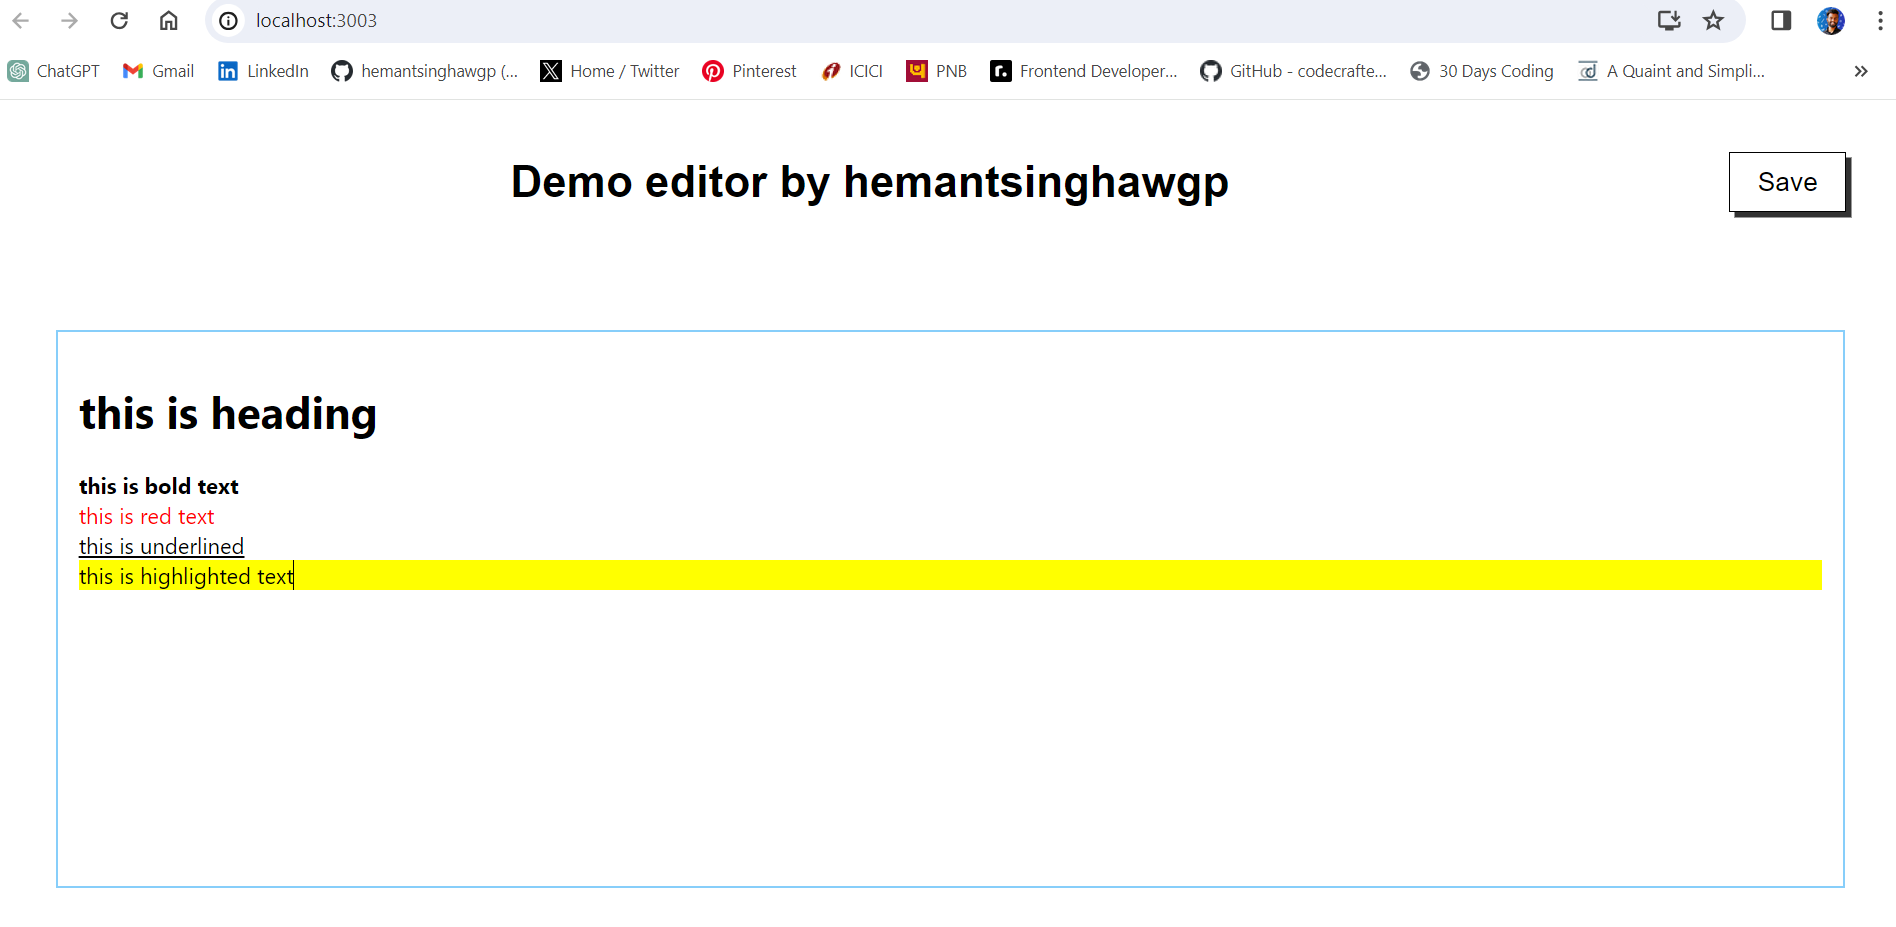 localhost:3003
ChatGPT Gmail LinkedIn hemantsinghawgp (... Home / Twitter Pinterest ICICI PNB Frontend Developer... GitHub - codecrafte... 30 Days Coding A Quaint and Simpli...
Demo editor by hemantsinghawgp
Save
this is heading
this is bold text
this is red text
this is underlined
this is highlighted text